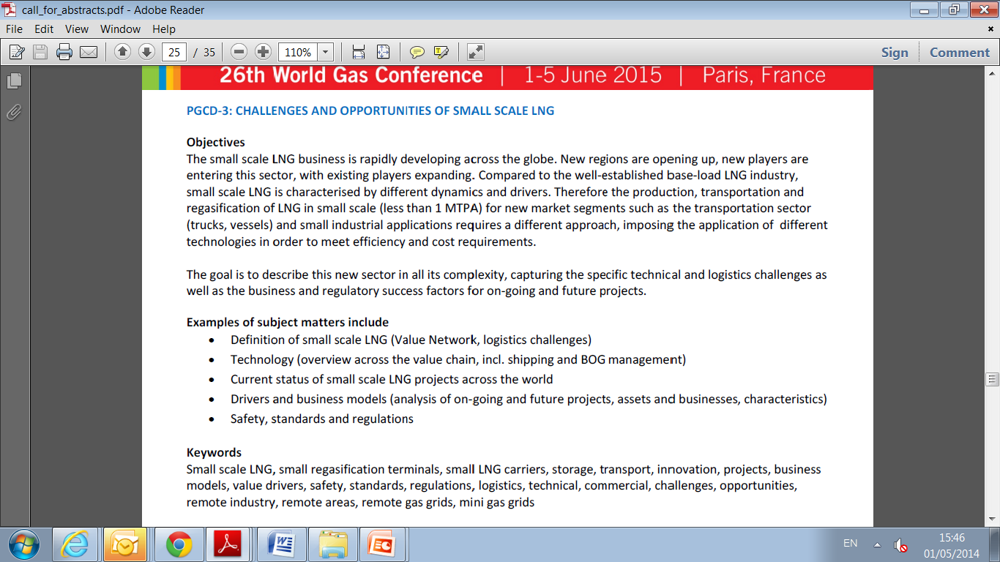 call_for_abstracts.pdf - Adobe Reader
File Edit View Window Help
25 / 35 110% Sign Comment
26th World Gas Conference | 1-5 June 2015 | Paris, France
PGCD-3: CHALLENGES AND OPPORTUNITIES OF SMALL SCALE LNG
Objectives
The small scale LNG business is rapidly developing across the globe. New regions are opening up, new players are
entering this sector, with existing players expanding. Compared to the well-established base-load LNG industry,
small scale LNG is characterised by different dynamics and drivers. Therefore the production, transportation and
regasification of LNG in small scale (less than 1 MTPA) for new market segments such as the transportation sector
(trucks, vessels) and small industrial applications requires a different approach, imposing the application of  different
technologies in order to meet efficiency and cost requirements.
The goal is to describe this new sector in all its complexity, capturing the specific technical and logistics challenges as
well as the business and regulatory success factors for on-going and future projects.
Examples of subject matters include
• Definition of small scale LNG (Value Network, logistics challenges)
• Technology (overview across the value chain, incl. shipping and BOG management)
• Current status of small scale LNG projects across the world
• Drivers and business models (analysis of on-going and future projects, assets and businesses, characteristics)
• Safety, standards and regulations
Keywords
Small scale LNG, small regasification terminals, small LNG carriers, storage, transport, innovation, projects, business
models, value drivers, safety, standards, regulations, logistics, technical, commercial, challenges, opportunities,
remote industry, remote areas, remote gas grids, mini gas grids
EN
15:46
01/05/2014